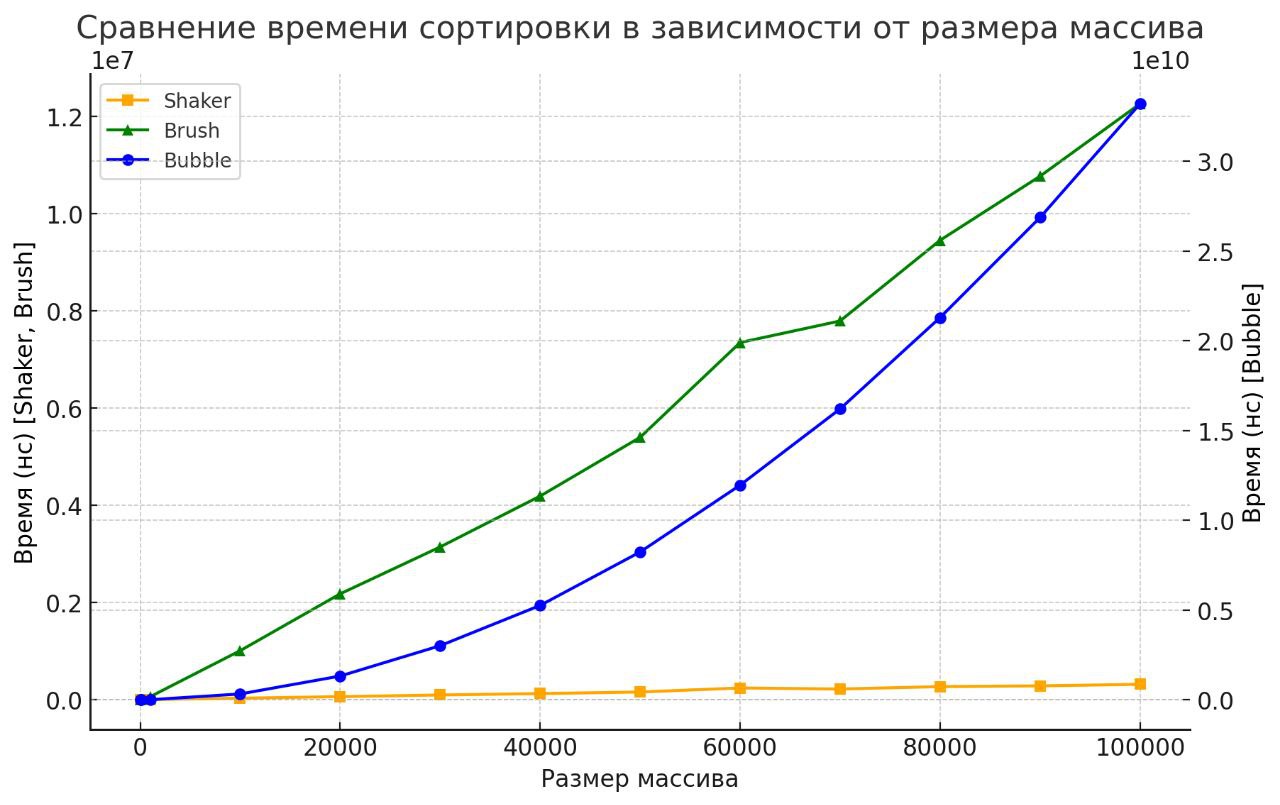 Сравнение времени сортировки в зависимости от размера массива
1e7
1e10
Shaker
Brush
Bubble
1.2
1.0
0.8
0.6
0.4
0.2
0.0
Время (нс) [Shaker, Brush]
3.0
2.5
2.0
1.5
1.0
0.5
0.0
Время (нс) [Bubble]
0 20000 40000 60000 80000 100000
Размер массива